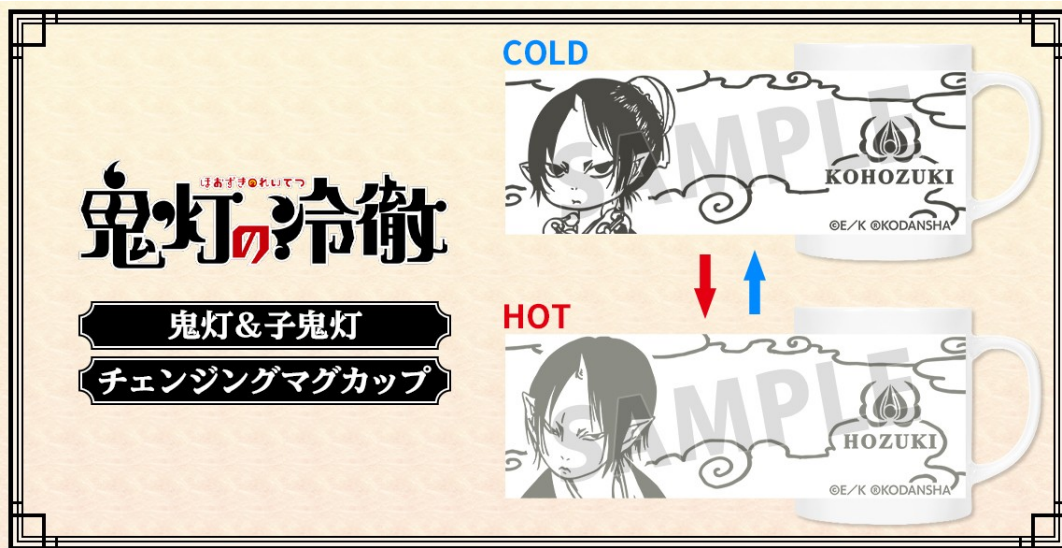 ほおずきのれいてつ
鬼灯の冷徹
鬼灯&子鬼灯
チェンジングマグカップ
COLD
SAMPLE
KOHOZUKI
©E/K ®KODANSHA
HOT
SAMPLE
HOZUKI
©E/K ®KODANSHA